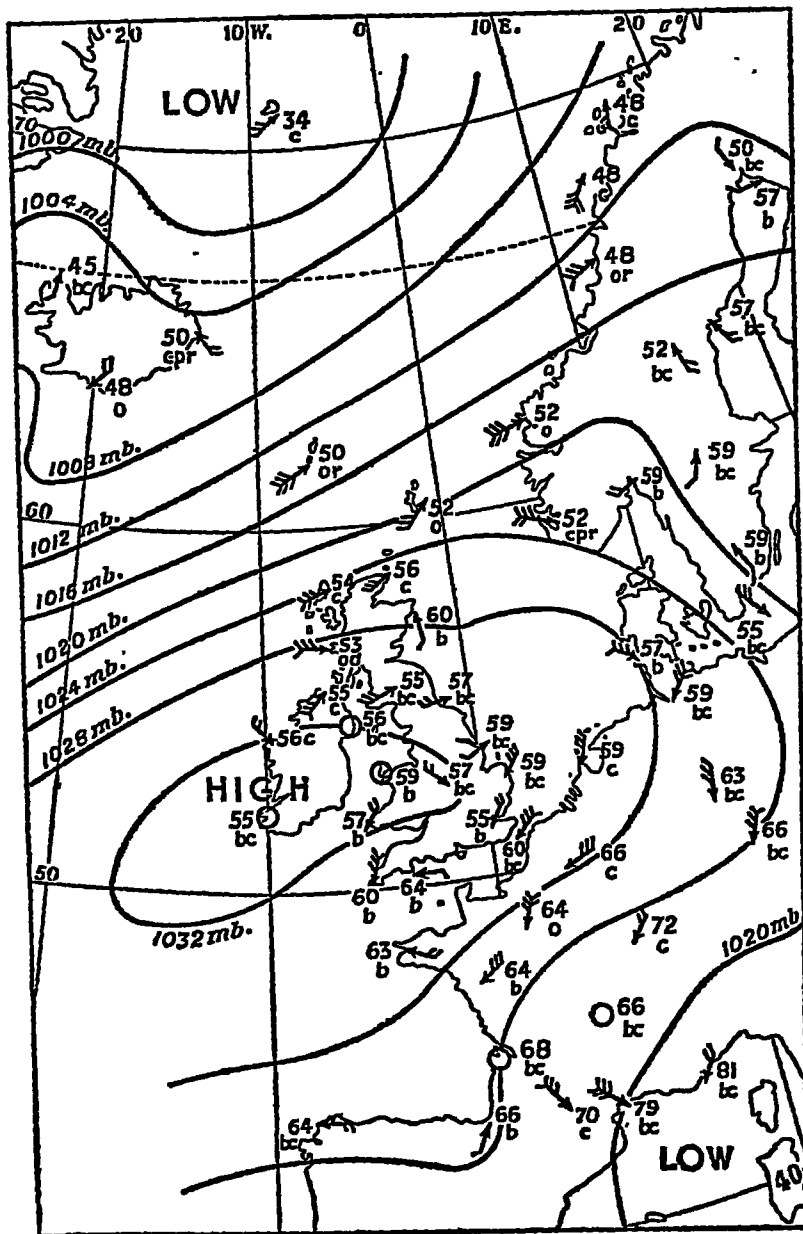 20 10 W. 0 10 E. 20
LOW
34
c
48
c
70
1000 mb.
50
bc
57
b
48
c
1004 mb.
45
bc
48
or
50
cpr
57
bc
52
bc
48
o
52
o
1008 mb.
50
or
59
bc
59
b
60
52
o
52
cpr
1012 mb.
59
b
1016 mb.
54
c
56
c
1020 mb.
60
b
53
od
57
b
55
bc
1024 mb.
55
c
55
bc
57
bc
59
bc
1028 mb.
56 c
56
bc
59
bc
59
bc
59
c
HIGH
59
b
57
bc
63
bc
55
bc
57
b
55
b
60
bc
66
bc
66
c
50
60
b
64
b
64
o
72
c
1020 mb
1032 mb.
63
b
64
b
66
bc
68
bc
81
bc
64
bc
66
b
70
c
79
bc
LOW
40